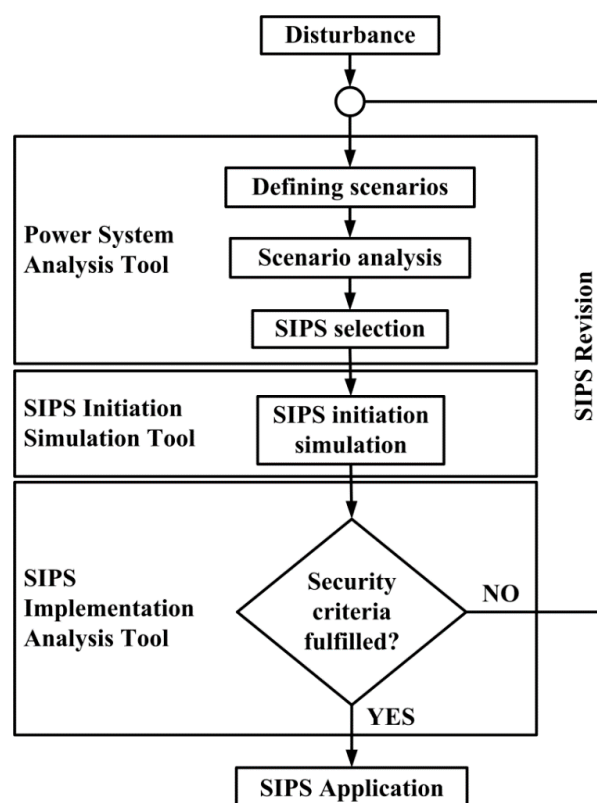 Disturbance
Defining scenarios
Power System
Analysis Tool
Scenario analysis
SIPS selection
SIPS Revision
SIPS Initiation
Simulation Tool
SIPS initiation
simulation
SIPS
Implementation
Analysis Tool
Security
criteria
fulfilled?
NO
YES
SIPS Application